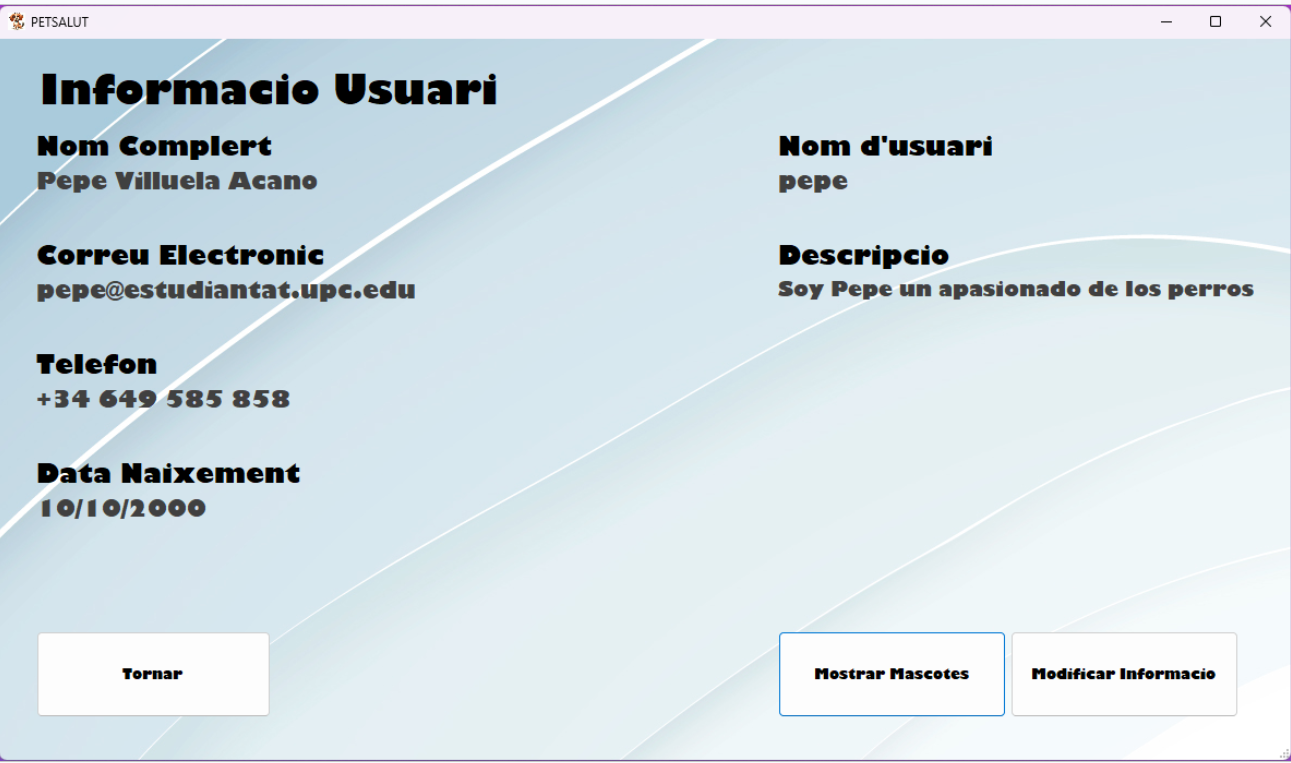 PETSALUT
Informacio Usuari
Nom Complert
Pepe Villuela Acano
Nom d'usuari
pepe
Correu Electronic
pepe@estudiantat.upc.edu
Descripcio
Soy Pepe un apasionado de los perros
Telefon
+34 649 585 858
Data Naixement
10/10/2000
Tornar
Mostrar Mascotes
Modificar Informacio